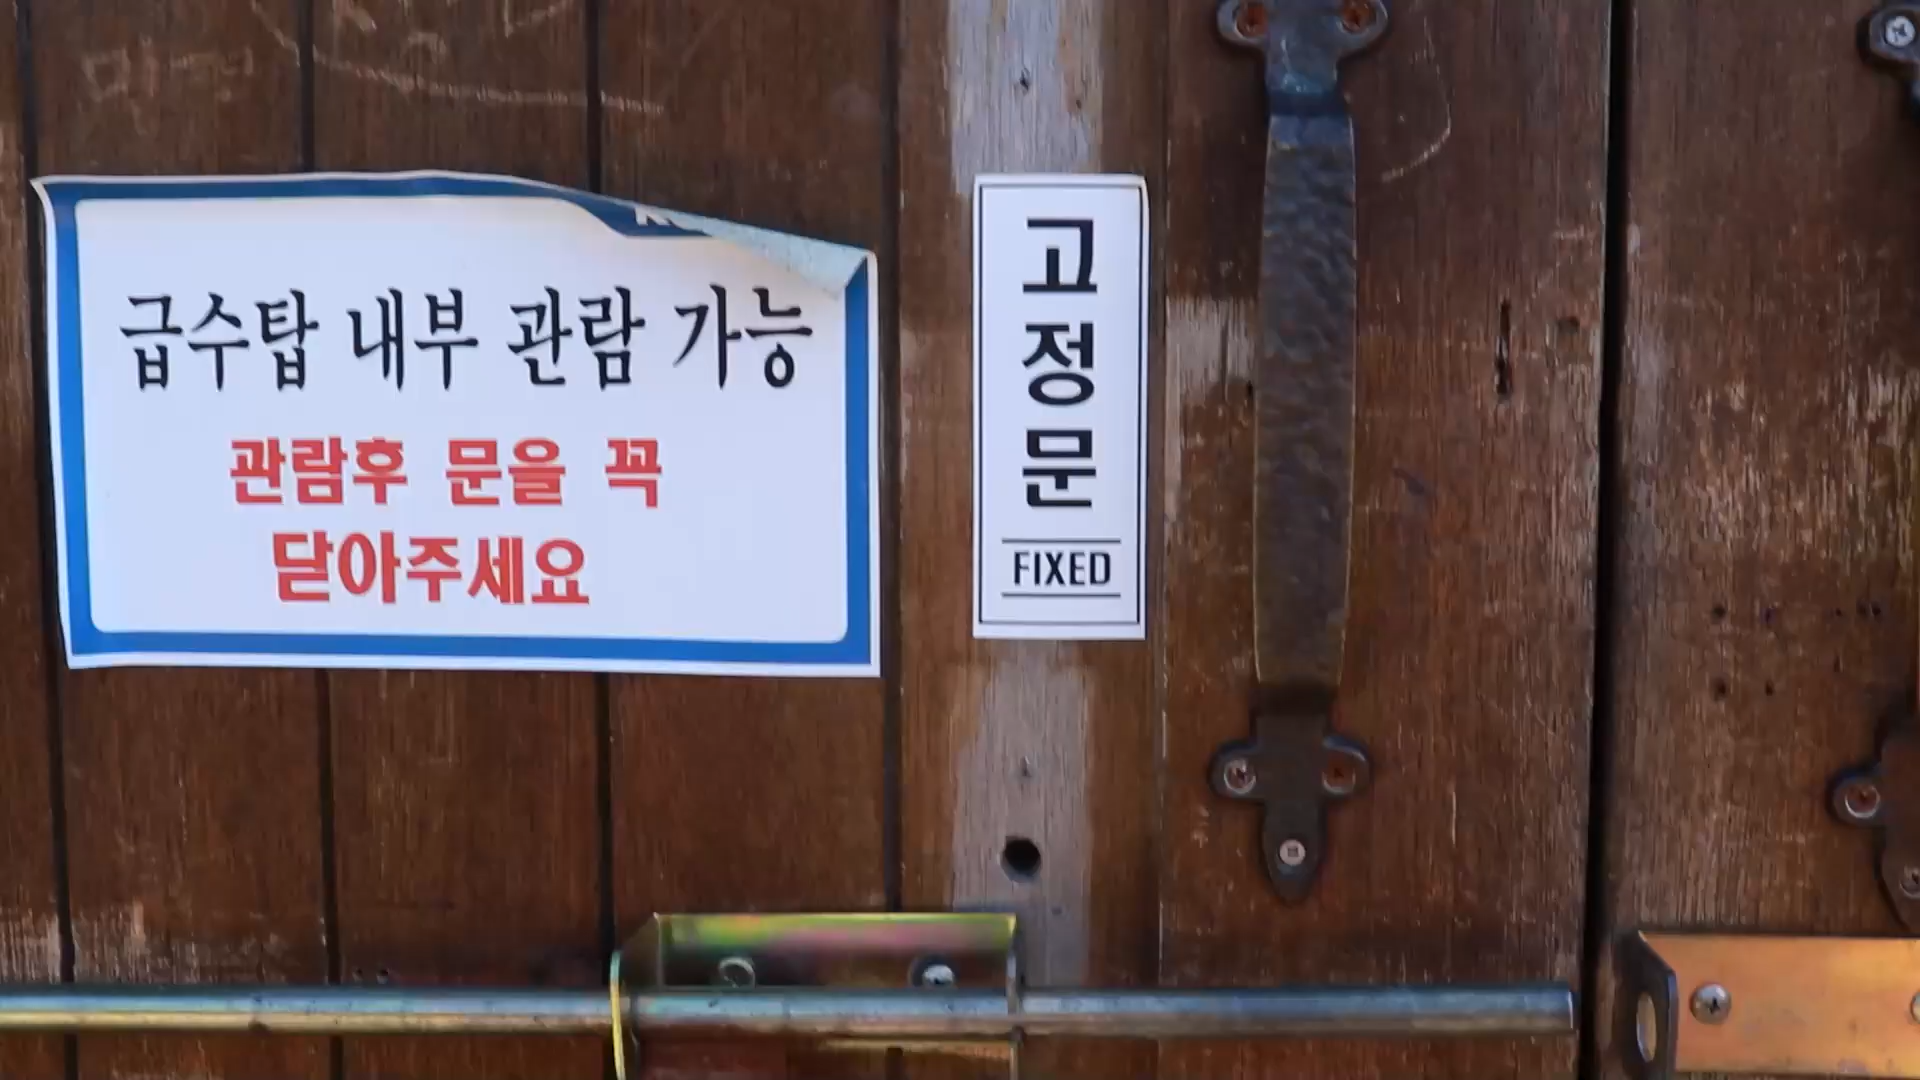 급수탑 내부 관람 가능
관람후 문을 꼭
닫아주세요
고
정
문
FIXED